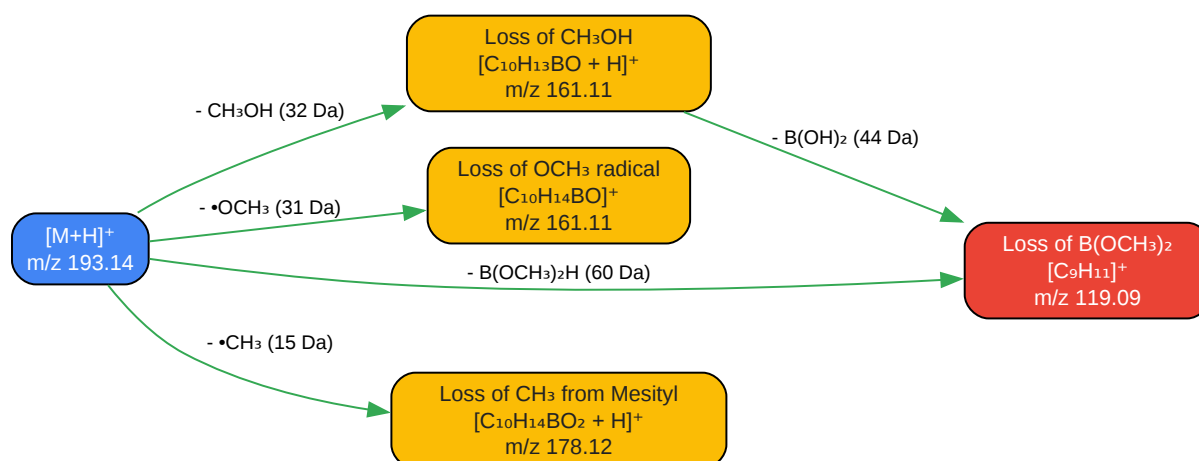 Loss of CH₃OH
[C₁₀H₁₃BO + H]⁺
m/z 161.11
- CH₃OH (32 Da)
- B(OH)₂ (44 Da)
Loss of OCH₃ radical
[C₁₀H₁₄BO]⁺
m/z 161.11
- •OCH₃ (31 Da)
[M+H]⁺
m/z 193.14
Loss of B(OCH₃)₂
[C₉H₁₁]⁺
m/z 119.09
- B(OCH₃)₂H (60 Da)
- •CH₃ (15 Da)
Loss of CH₃ from Mesityl
[C₁₀H₁₄BO₂ + H]⁺
m/z 178.12